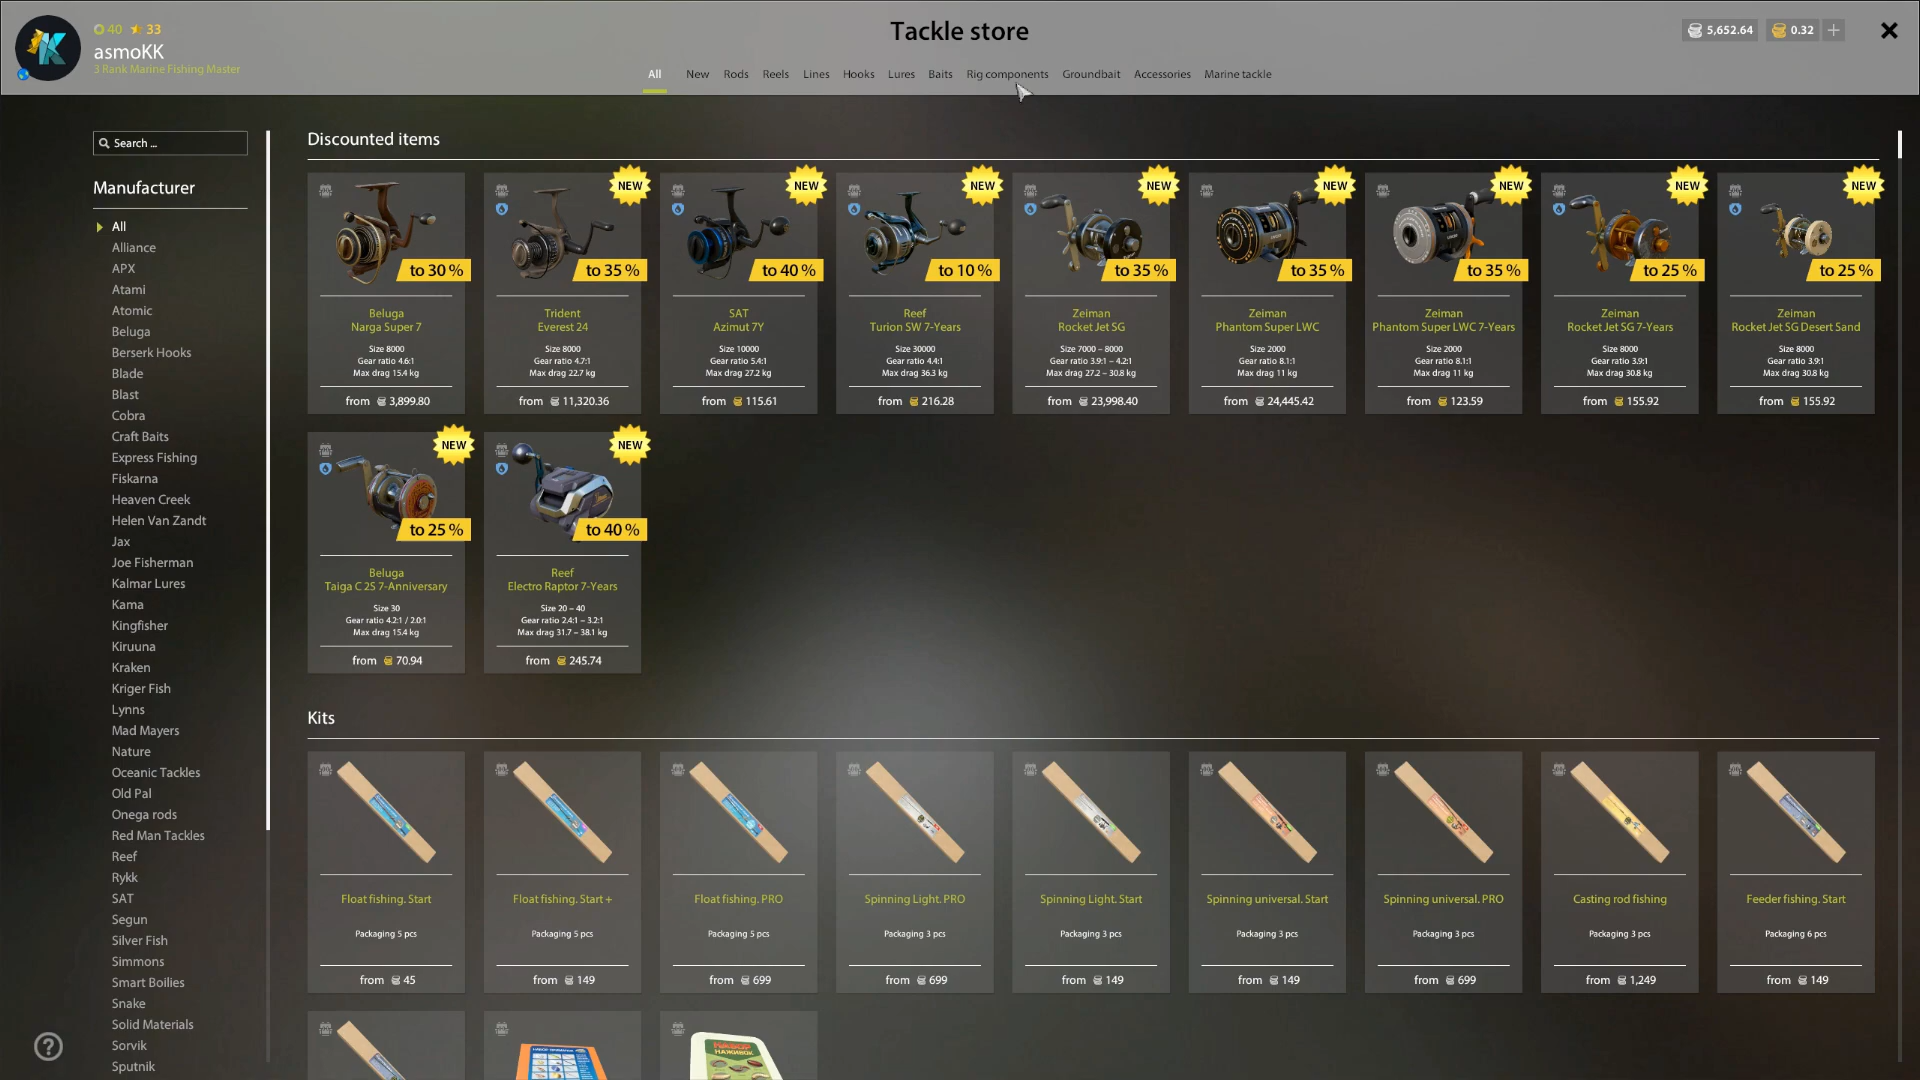 40 33
asmoKK
3 Rank Marine Fishing Master
Tackle store
5,652.64 0.32 +
All New Rods Reels Lines Hooks Lures Baits Rig components Groundbait Accessories Marine tackle
Search ...
Manufacturer
All
Alliance
APX
Atami
Atomic
Beluga
Berserk Hooks
Blade
Blast
Cobra
Craft Baits
Express Fishing
Fiskarna
Heaven Creek
Helen Van Zandt
Jax
Joe Fisherman
Kalmar Lures
Kama
Kingfisher
Kiruuna
Kraken
Kriger Fish
Lynns
Mad Mayers
Nature
Oceanic Tackles
Old Pal
Onega rods
Red Man Tackles
Reef
Rykk
SAT
Segun
Silver Fish
Simmons
Smart Boilies
Snake
Solid Materials
Sorvik
Sputnik
Discounted items
to 30 %
Beluga
Narga Super 7
Size 8000
Gear ratio 4.6:1
Max drag 15.4 kg
from 3,899.80
NEW
to 35 %
Trident
Everest 24
Size 8000
Gear ratio 4.7:1
Max drag 22.7 kg
from 11,320.36
NEW
to 40 %
SAT
Azimut 7Y
Size 10000
Gear ratio 5.4:1
Max drag 27.2 kg
from 115.61
NEW
to 10 %
Reef
Turion SW 7-Years
Size 30000
Gear ratio 4.4:1
Max drag 36.3 kg
from 216.28
NEW
to 35 %
Zeiman
Rocket Jet SG
Size 7000 – 8000
Gear ratio 3.9:1 – 4.2:1
Max drag 27.2 – 30.8 kg
from 23,998.40
NEW
to 35 %
Zeiman
Phantom Super LWC
Size 2000
Gear ratio 8.1:1
Max drag 11 kg
from 24,445.42
NEW
to 35 %
Zeiman
Phantom Super LWC 7-Years
Size 2000
Gear ratio 8.1:1
Max drag 11 kg
from 123.59
NEW
to 25 %
Zeiman
Rocket Jet SG 7-Years
Size 8000
Gear ratio 3.9:1
Max drag 30.8 kg
from 155.92
NEW
to 25 %
Zeiman
Rocket Jet SG Desert Sand
Size 8000
Gear ratio 3.9:1
Max drag 30.8 kg
from 155.92
NEW
to 25 %
Beluga
Taiga C 2S 7-Anniversary
Size 30
Gear ratio 4.2:1 / 2.0:1
Max drag 15.4 kg
from 70.94
NEW
to 40 %
Reef
Electro Raptor 7-Years
Size 20 – 40
Gear ratio 2.4:1 – 3.2:1
Max drag 31.7 – 38.1 kg
from 245.74
Kits
Float fishing. Start
Packaging 5 pcs
from 45
Float fishing. Start +
Packaging 5 pcs
from 149
Float fishing. PRO
Packaging 5 pcs
from 699
Spinning Light. PRO
Packaging 3 pcs
from 699
Spinning Light. Start
Packaging 3 pcs
from 149
Spinning universal. Start
Packaging 3 pcs
from 149
Spinning universal. PRO
Packaging 3 pcs
from 699
Casting rod fishing
Packaging 3 pcs
from 1,249
Feeder fishing. Start
Packaging 6 pcs
from 149
НАБОР
НАЖИВОК
?